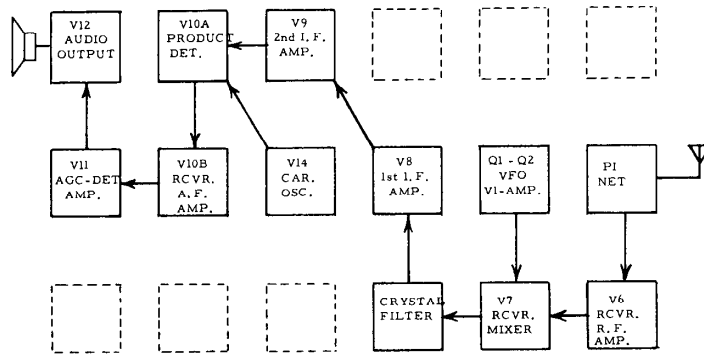 V12
AUDIO
OUTPUT
V10A
PRODUCT
DET.
V9
2nd I. F.
AMP.
V11
AGC-DET
AMP.
V10B
RCVR.
A. F.
AMP.
V14
CAR.
OSC.
V8
1st I. F.
AMP.
Q1 - Q2
VFO
V1-AMP.
PI
NET
CRYSTAL
FILTER
V7
RCVR.
MIXER
V6
RCVR.
R. F.
AMP.